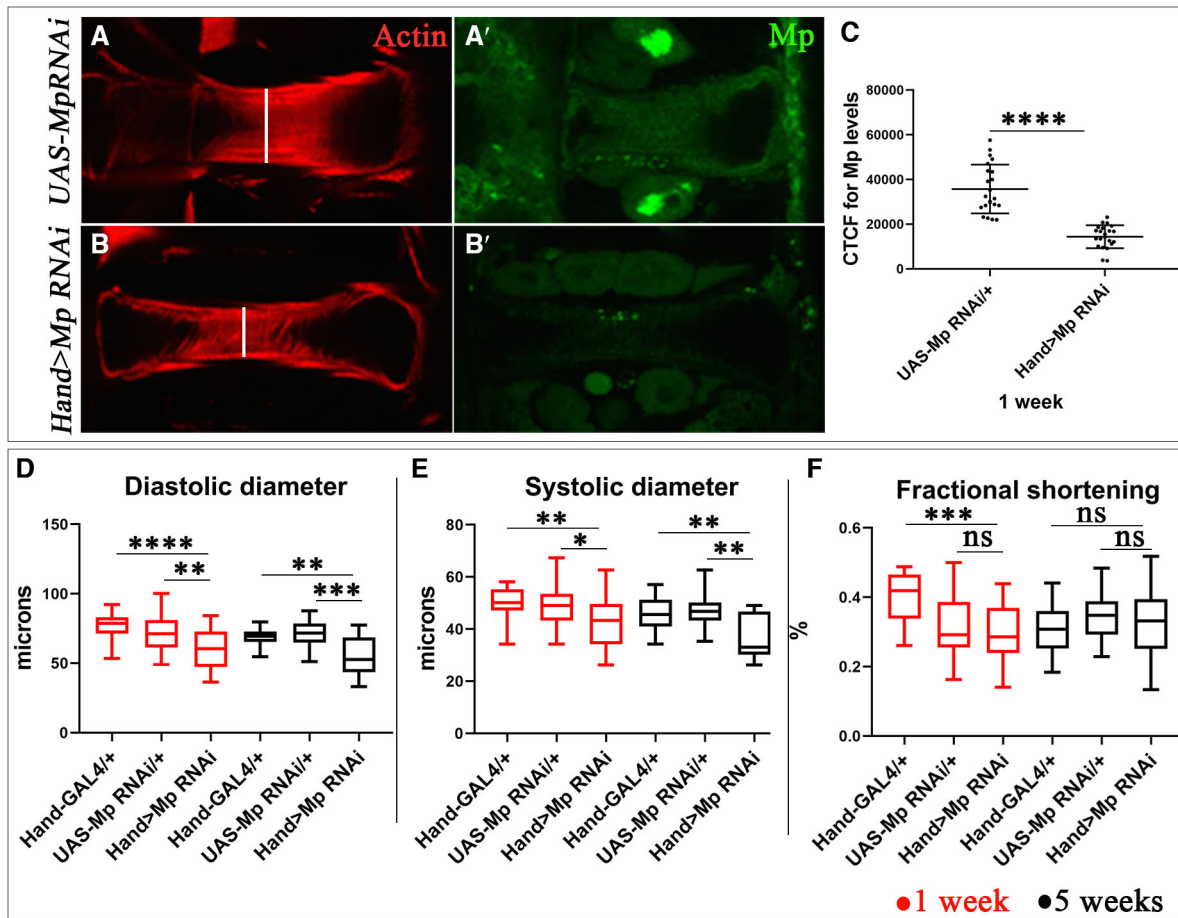 A
Actin
A′
Mp
UAS-MpRNAi
B
B′
Hand>Mp RNAi
C
CTCF for Mp levels
80000
60000
40000
20000
0
****
UAS-Mp RNAi/+
Hand>Mp RNAi
1 week
D
Diastolic diameter
microns
150
100
50
0
****
**
**
***
Hand-GAL4/+
UAS-Mp RNAi/+
Hand>Mp RNAi
Hand-GAL4/+
UAS-Mp RNAi/+
Hand>Mp RNAi
E
Systolic diameter
microns
80
60
40
20
0
**
*
**
**
Hand-GAL4/+
UAS-Mp RNAi/+
Hand>Mp RNAi
Hand-GAL4/+
UAS-Mp RNAi/+
Hand>Mp RNAi
F
Fractional shortening
%
0.6
0.4
0.2
0.0
***
ns
ns
ns
Hand-GAL4/+
UAS-Mp RNAi/+
Hand>Mp RNAi
Hand-GAL4/+
UAS-Mp RNAi/+
Hand>Mp RNAi
1 week
5 weeks